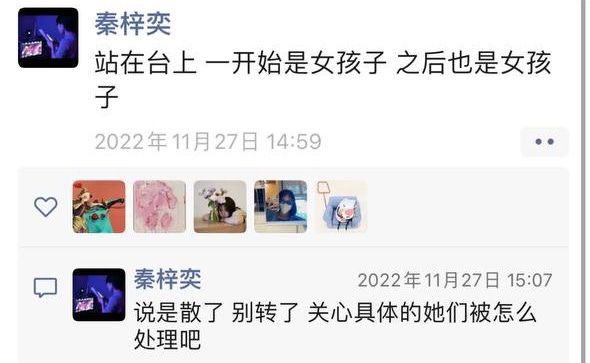 秦梓奕
站在台上 一开始是女孩子 之后也是女孩
子
2022年11月27日 14:59
秦梓奕
2022年11月27日 15:07
说是散了 别转了 关心具体的她们被怎么
处理吧